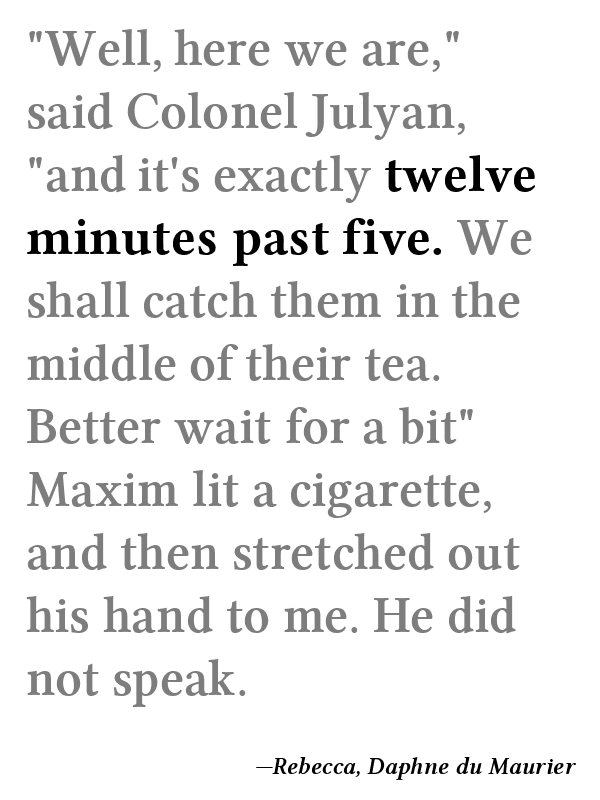 "Well, here we are,"
said Colonel Julyan,
"and it's exactly twelve
minutes past five. We
shall catch them in the
middle of their tea.
Better wait for a bit"
Maxim lit a cigarette,
and then stretched out
his hand to me. He did
not speak.
—Rebecca, Daphne du Maurier